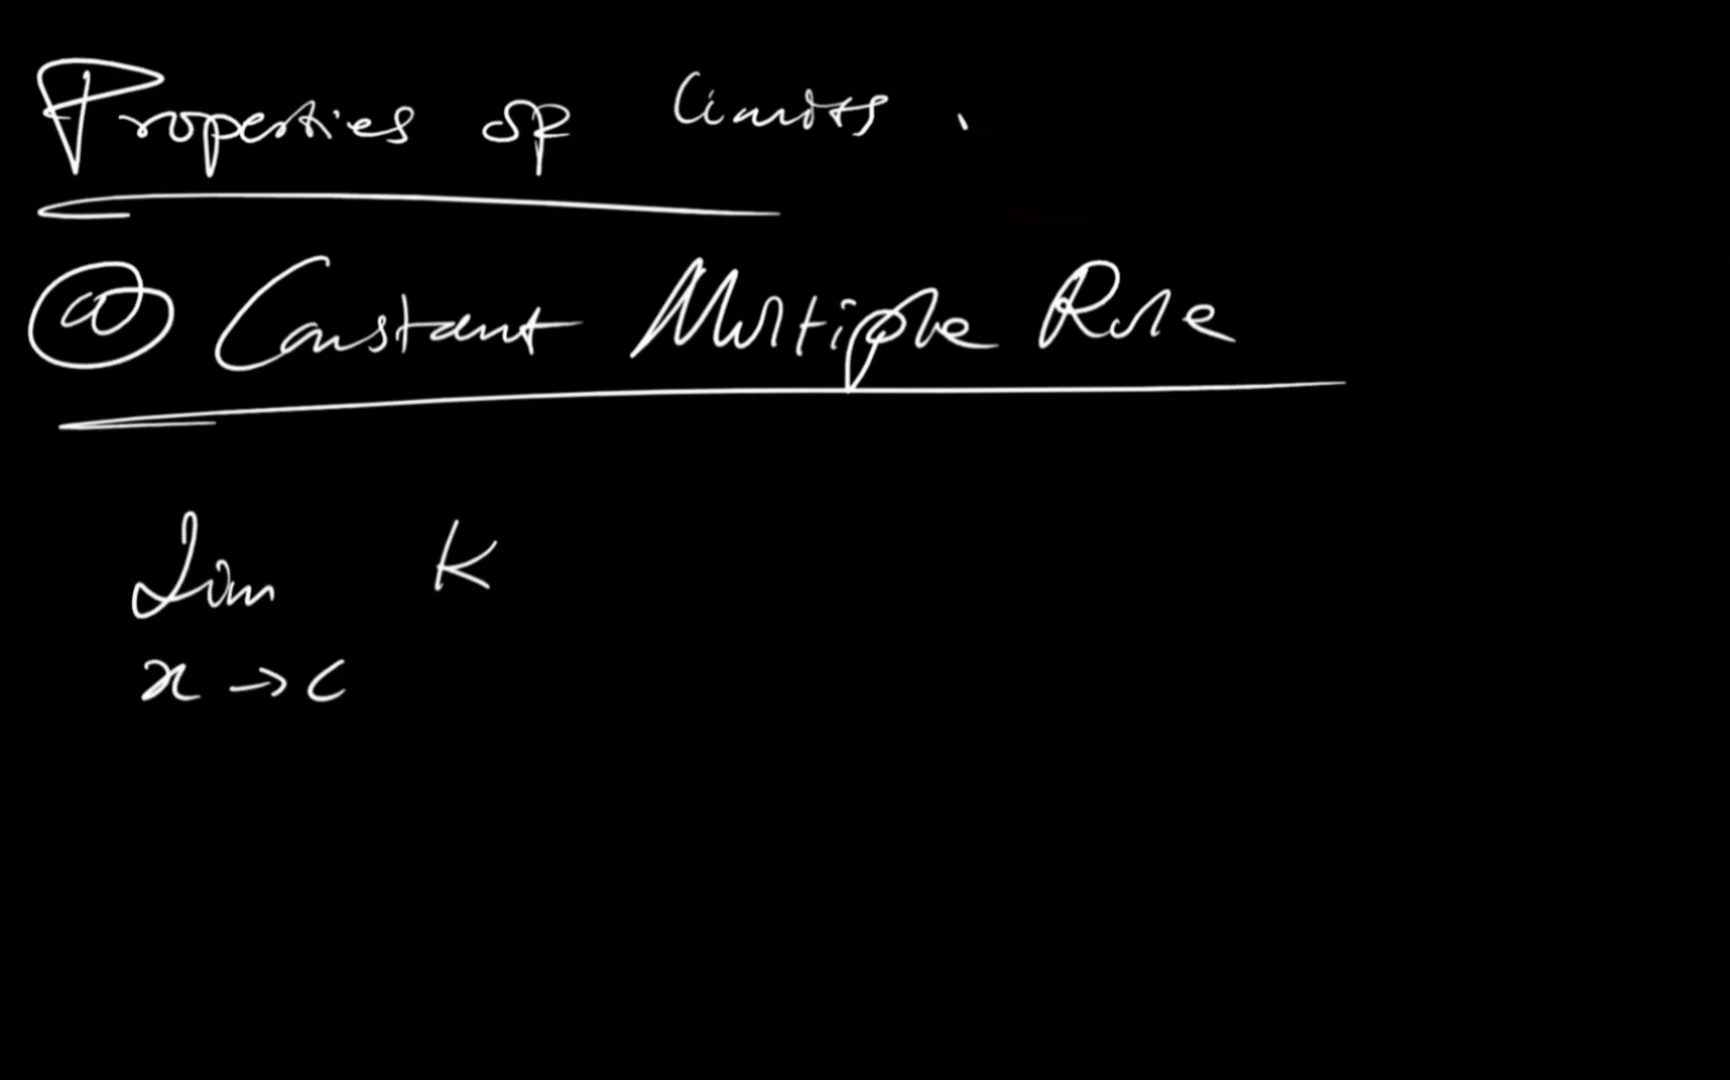 Properties of limits.
(a) Constant Multiple Rule
Lim K
x → c